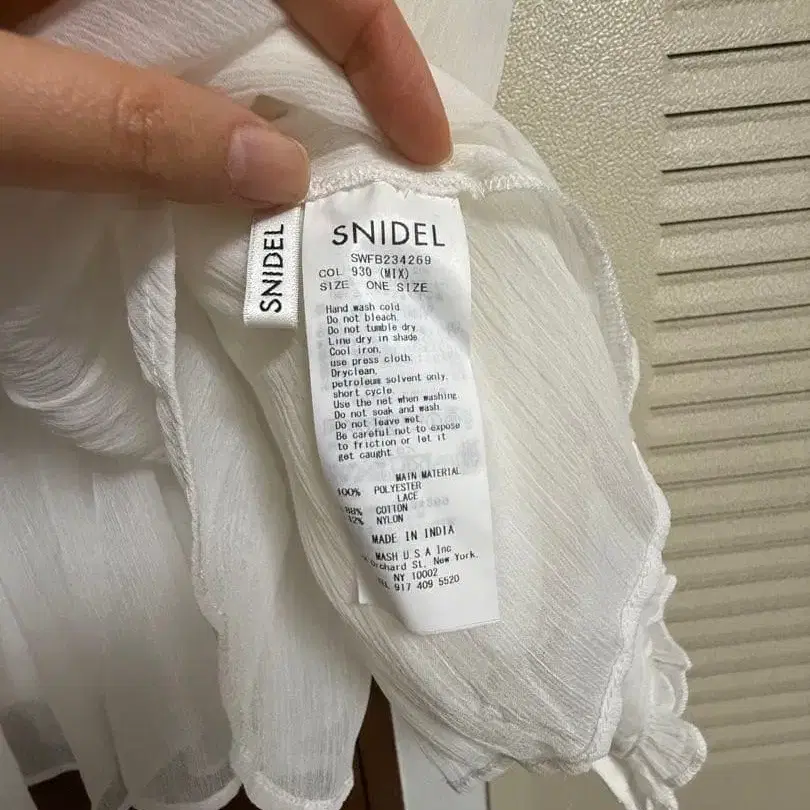 SNIDEL
SNIDEL
SWFB234269
COL 930 (MIX)
SIZE ONE SIZE
Hand wash cold.
Do not bleach.
Do not tumble dry.
Line dry in shade.
Cool iron.
use press cloth.
Dryclean,
petroleum solvent only.
short cycle.
Use the net when washing.
Do not soak and wash.
Do not leave wet.
Be careful not to expose
to friction or let it
get caught.
MAIN MATERIAL
100% POLYESTER
LACE
88% COTTON
12% NYLON
MADE IN INDIA
MASH U.S.A Inc
Orchard St. New York.
NY 10002
TEL 917 409 5520